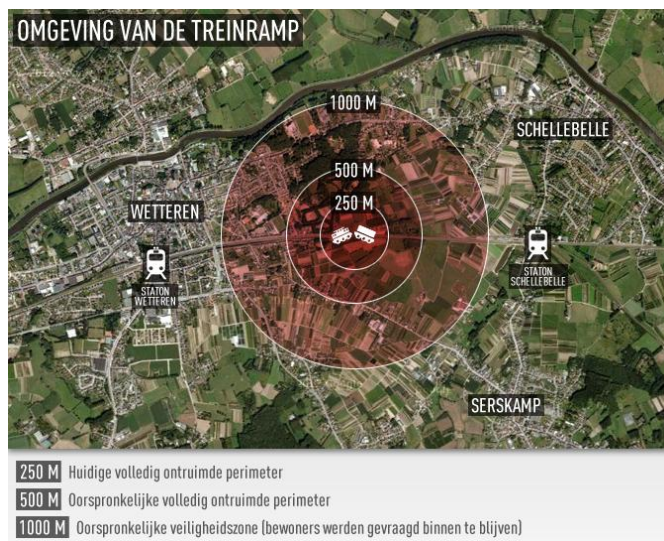 OMGEVING VAN DE TREINRAMP
1000 M
SCHELLEBELLE
500 M
250 M
WETTEREN
STATON
WETTEREN
STATON
SCHELLEBELLE
SERSKAMP
250 M Huidige volledig ontruimde perimeter
500 M Oorspronkelijke volledig ontruimde perimeter
1000 M Oorspronkelijke veiligheidszone (bewoners werden gevraagd binnen te blijven)